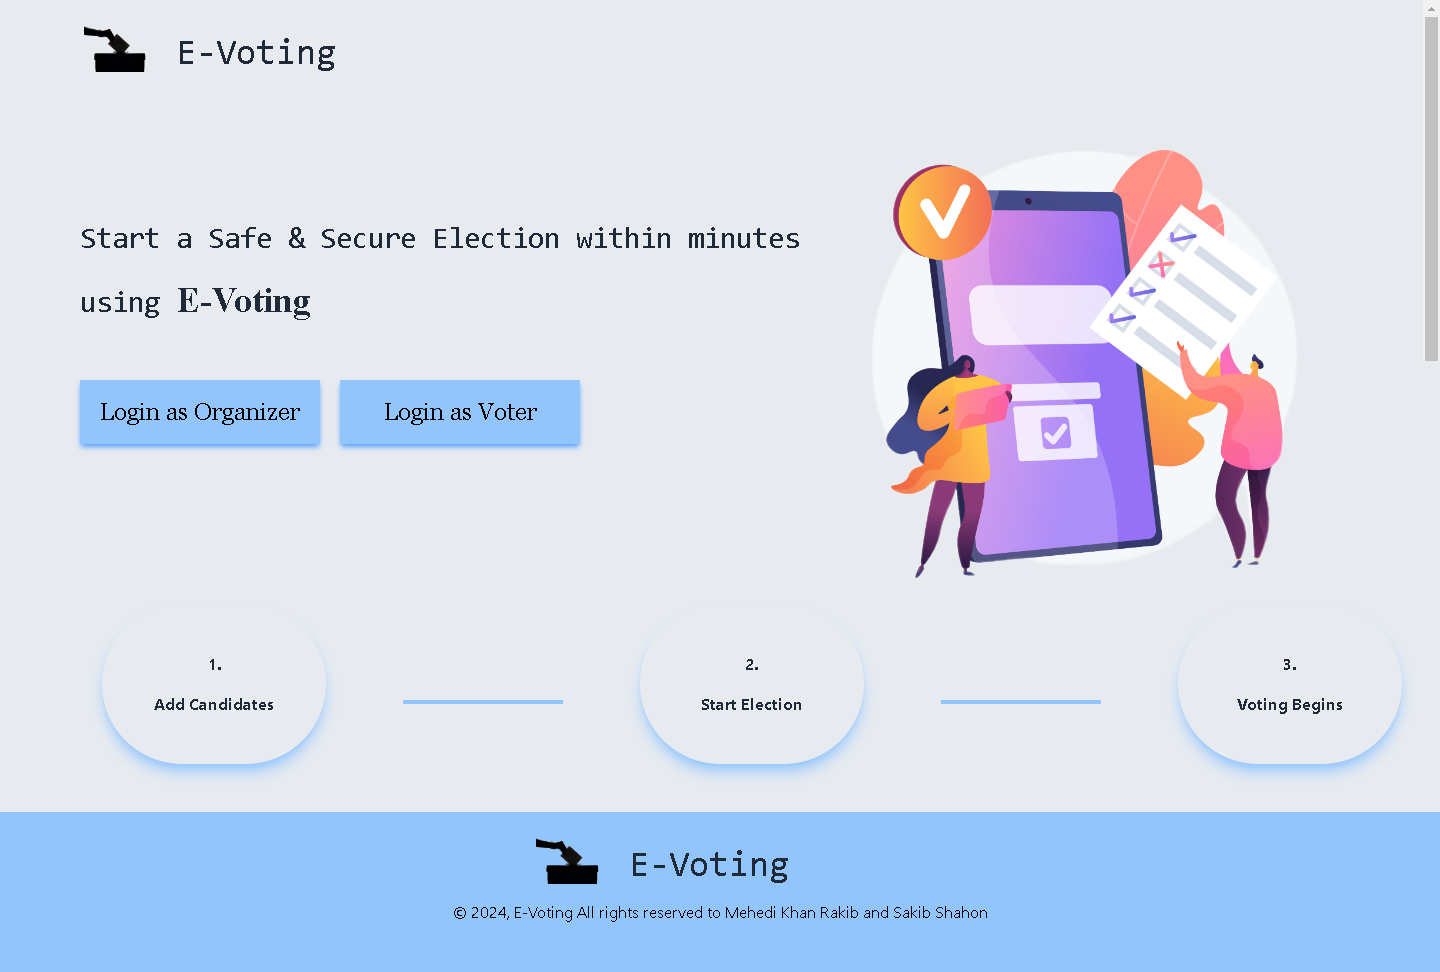 E-Voting
Start a Safe & Secure Election within minutes
using E-Voting
Login as Organizer
Login as Voter
1.
Add Candidates
2.
Start Election
3.
Voting Begins
E-Voting
© 2024, E-Voting All rights reserved to Mehedi Khan Rakib and Sakib Shahon